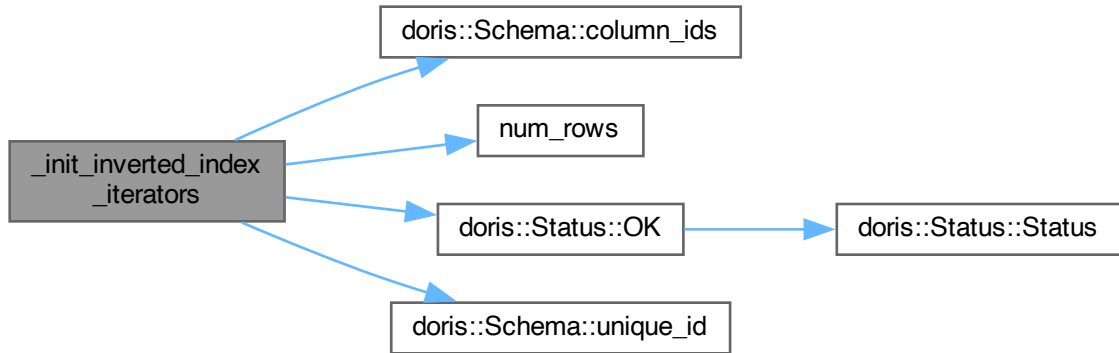 doris::Schema::column_ids
num_rows
_init_inverted_index
_iterators
doris::Status::OK
doris::Status::Status
doris::Schema::unique_id